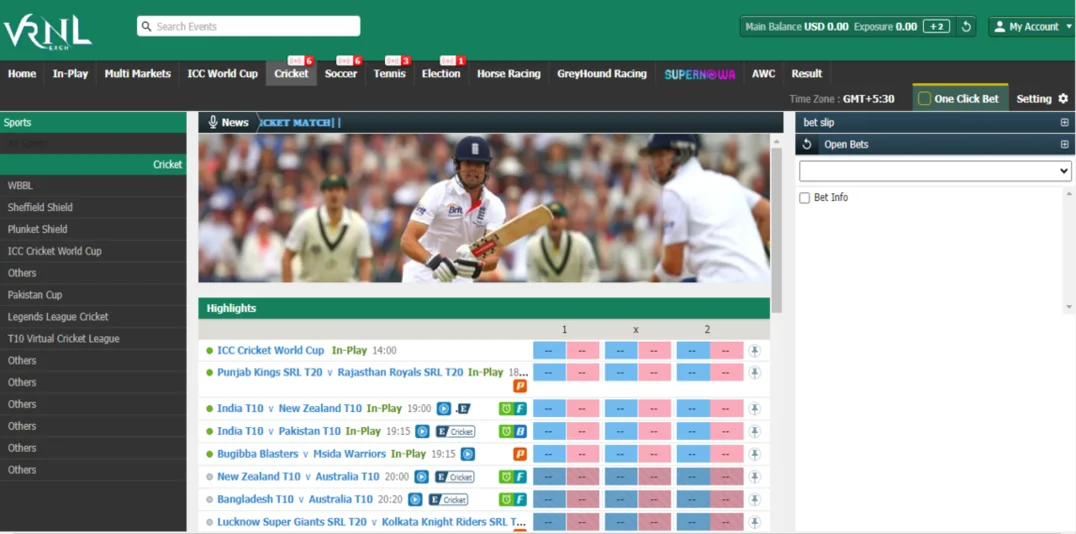 VRNL
EXCH
Search Events
Main Balance USD 0.00 Exposure 0.00 +2
My Account
Home In-Play Multi Markets ICC World Cup Cricket 6 Soccer 6 Tennis 3 Election 1 Horse Racing GreyHound Racing SUPERNOWA AWC Result
Time Zone : GMT+5:30 One Click Bet Setting
Sports
Cricket
WBBL
Sheffield Shield
Plunket Shield
ICC Cricket World Cup
Others
Pakistan Cup
Legends League Cricket
T10 Virtual Cricket League
Others
Others
Others
Others
Others
Others
News ICKET MATCH||
Brit
Highlights
1 x 2
ICC Cricket World Cup In-Play 14:00 -- -- -- -- -- --
Punjab Kings SRL T20 v Rajasthan Royals SRL T20 In-Play 18... P -- -- -- -- -- --
India T10 v New Zealand T10 In-Play 19:00 E F -- -- -- -- -- --
India T10 v Pakistan T10 In-Play 19:15 E Cricket B -- -- -- -- -- --
Bugibba Blasters v Msida Warriors In-Play 19:15 P -- -- -- -- -- --
New Zealand T10 v Australia T10 20:00 E Cricket F -- -- -- -- -- --
Bangladesh T10 v Australia T10 20:20 E Cricket F -- -- -- -- -- --
Lucknow Super Giants SRL T20 v Kolkata Knight Riders SRL T... -- -- -- -- -- --
bet slip
Open Bets
Bet Info